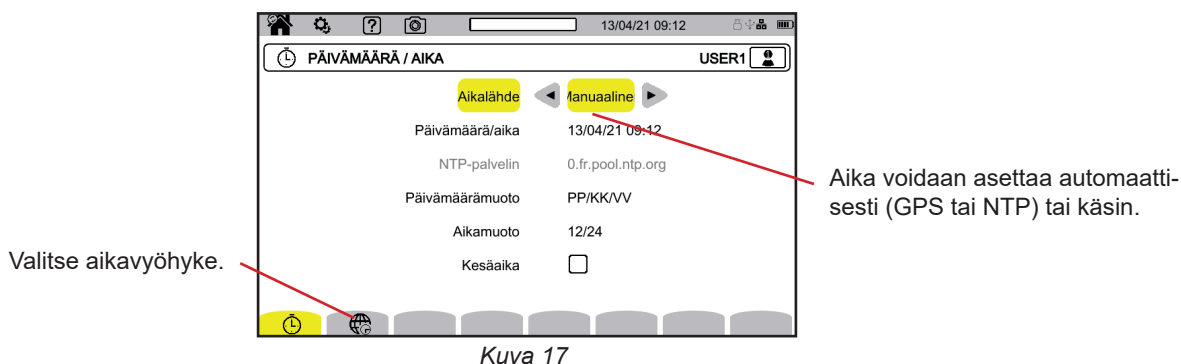 13/04/21 09:12
PÄIVÄMÄÄRÄ / AIKA USER1
Aikalähde Manuaaline
Päivämäärä/aika 13/04/21 09:12
NTP-palvelin 0.fr.pool.ntp.org
Päivämäärämuoto PP/KK/VV
Aikamuoto 12/24
Kesäaika
Aika voidaan asettaa automaatti-
sesti (GPS tai NTP) tai käsin.
Valitse aikavyöhyke.
Kuva 17